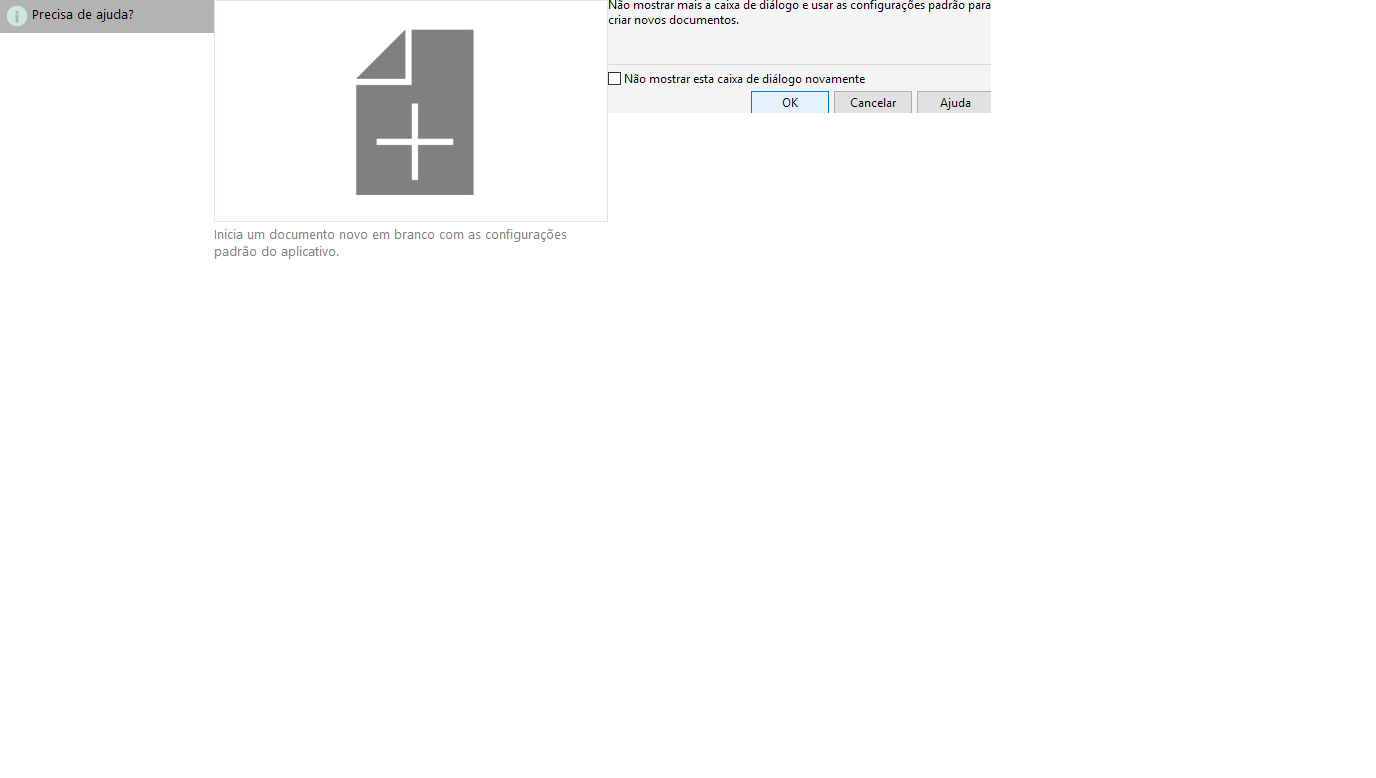 Precisa de ajuda?
Inicia um documento novo em branco com as configurações
padrão do aplicativo.
Não mostrar mais a caixa de diálogo e usar as configurações padrão para
criar novos documentos.
Não mostrar esta caixa de diálogo novamente
OK
Cancelar
Ajuda